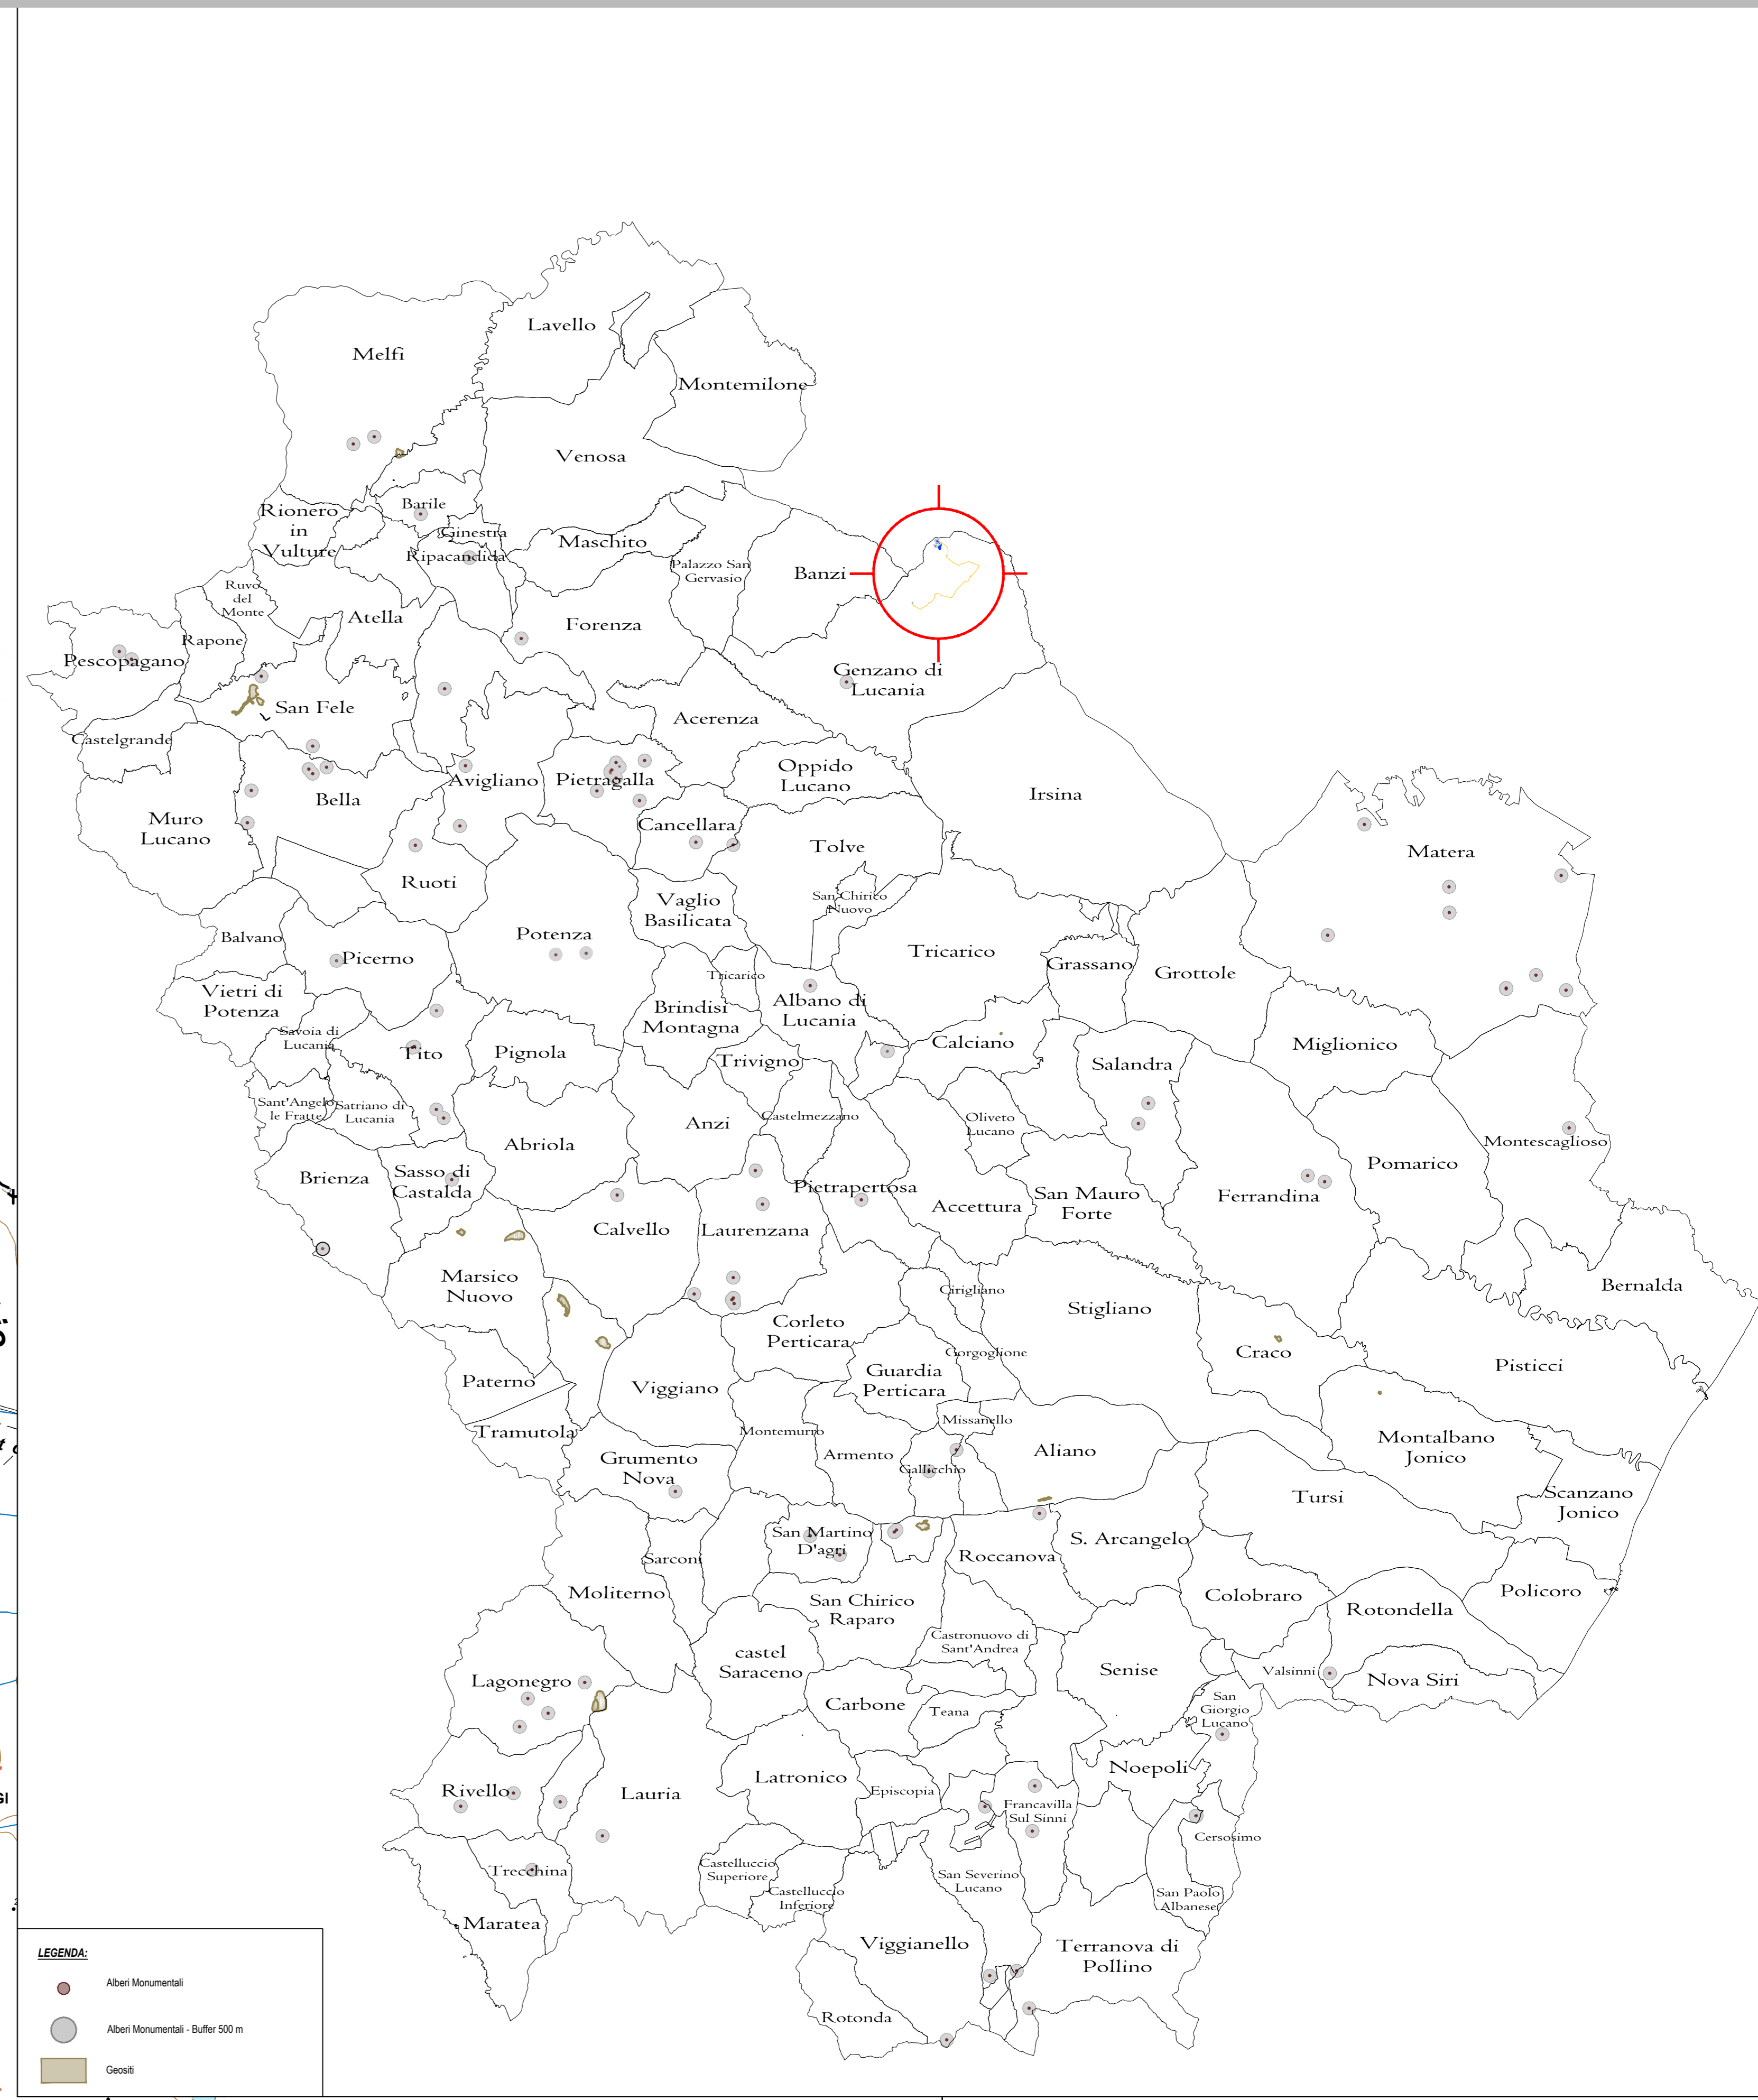 Lavello
Melfi
Montemilone
Venosa
Barile
Rionero
in
Vulture
Ginestra
Maschito
Ripacandida
Palazzo San
Gervasio
Banzi
Ruvo
del
Monte
Atella
Forenza
Rapone
Pescopagano
Genzano di
Lucania
San Fele
Acerenza
Castelgrande
Oppido
Lucano
Avigliano
Pietragalla
Irsina
Bella
Muro
Lucano
Cancellara
Tolve
Matera
Ruoti
San Chirico
Nuovo
Vaglio
Basilicata
Potenza
Balvano
Tricarico
Picerno
Grassano
Grottole
Tricarico
Vietri di
Potenza
Albano di
Lucania
Brindisi
Montagna
Savoia di
Lucania
Tito
Pignola
Calciano
Miglionico
Trivigno
Salandra
Sant'Angelo
le Fratte
Satriano di
Lucania
Castelmezzano
Oliveto
Lucano
Anzi
Abriola
Montescaglioso
Pomarico
Brienza
Sasso di
Castalda
Pietrapertosa
San Mauro
Forte
Ferrandina
Accettura
Calvello
Laurenzana
Marsico
Nuovo
Cirigliano
Bernalda
Stigliano
Corleto
Perticara
Gorgoglione
Craco
Pisticci
Guardia
Perticara
Paterno
Viggiano
Missanello
Tramutola
Montemurro
Montalbano
Jonico
Armento
Aliano
Grumento
Nova
Gallicchio
Tursi
Scanzano
Jonico
San Martino
D'agri
S. Arcangelo
Roccanova
Sarconi
Moliterno
Policoro
Colobraro
San Chirico
Raparo
Rotondella
Castronuovo di
Sant'Andrea
castel
Saraceno
Senise
Valsinni
Nova Siri
Lagonegro
Carbone
San
Giorgio
Lucano
Teana
Noepoli
Latronico
Rivello
Lauria
Episcopia
Francavilla
Sul Sinni
Cersosimo
Trecchina
Castelluccio
Superiore
San Severino
Lucano
Castelluccio
Inferiore
San Paolo
Albanese
Maratea
Viggianello
Terranova di
Pollino
Rotonda
LEGENDA:
Alberi Monumentali
Alberi Monumentali - Buffer 500 m
Geositi